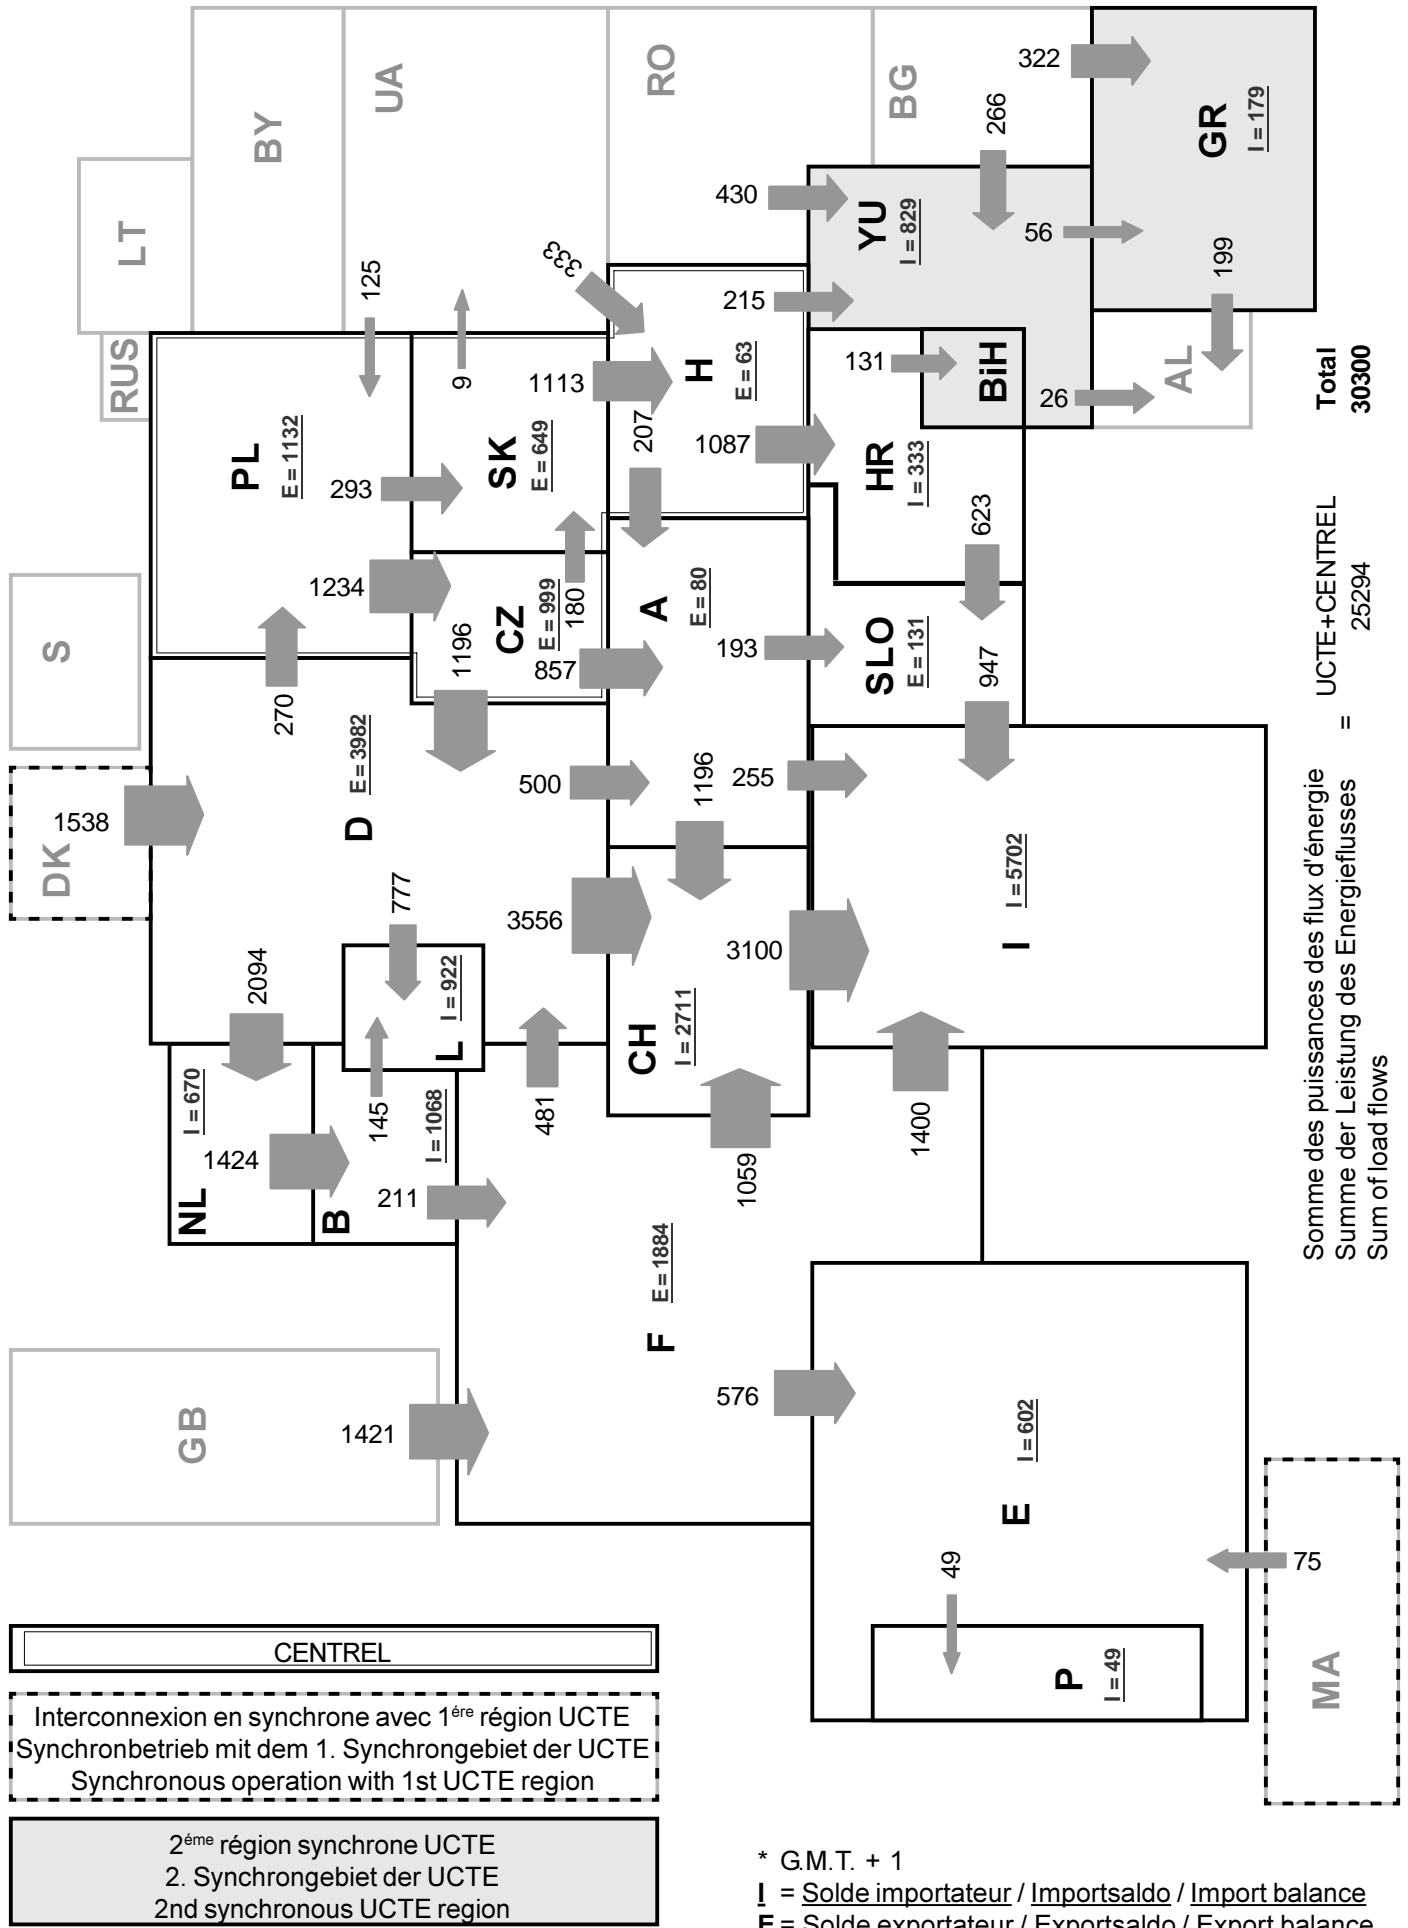 LT
BY
UA
RO
BG
322
GR
I = 179
266
430
YU
I = 829
56
199
RUS
125
333
9
215
H
E = 63
131
BiH
26
AL
PL
E = 1132
293
SK
E = 649
1113
207
1087
HR
I = 333
623
S
1234
270
1196
CZ
E = 999
180
857
A
E = 80
193
SLO
E = 131
947
DK
1538
D
E = 3982
500
1196
255
777
3556
3100
I
I = 5702
2094
L
I = 922
CH
I = 2711
NL
I = 670
1424
B
145
I = 1068
211
481
1059
1400
GB
1421
F
E = 1884
576
E
I = 602
49
P
I = 49
75
MA
Somme des puissances des flux d'énergie
Summe der Leistung des Energieflusses = UCTE+CENTREL Total
Sum of load flows 25294 30300
CENTREL
Interconnexion en synchrone avec 1ére région UCTE
Synchronbetrieb mit dem 1. Synchrongebiet der UCTE
Synchronous operation with 1st UCTE region
2éme région synchrone UCTE
2. Synchrongebiet der UCTE
2nd synchronous UCTE region
* G.M.T. + 1
I = Solde importateur / Importsaldo / Import balance
E = Solde exportateur / Exportsaldo / Export balance